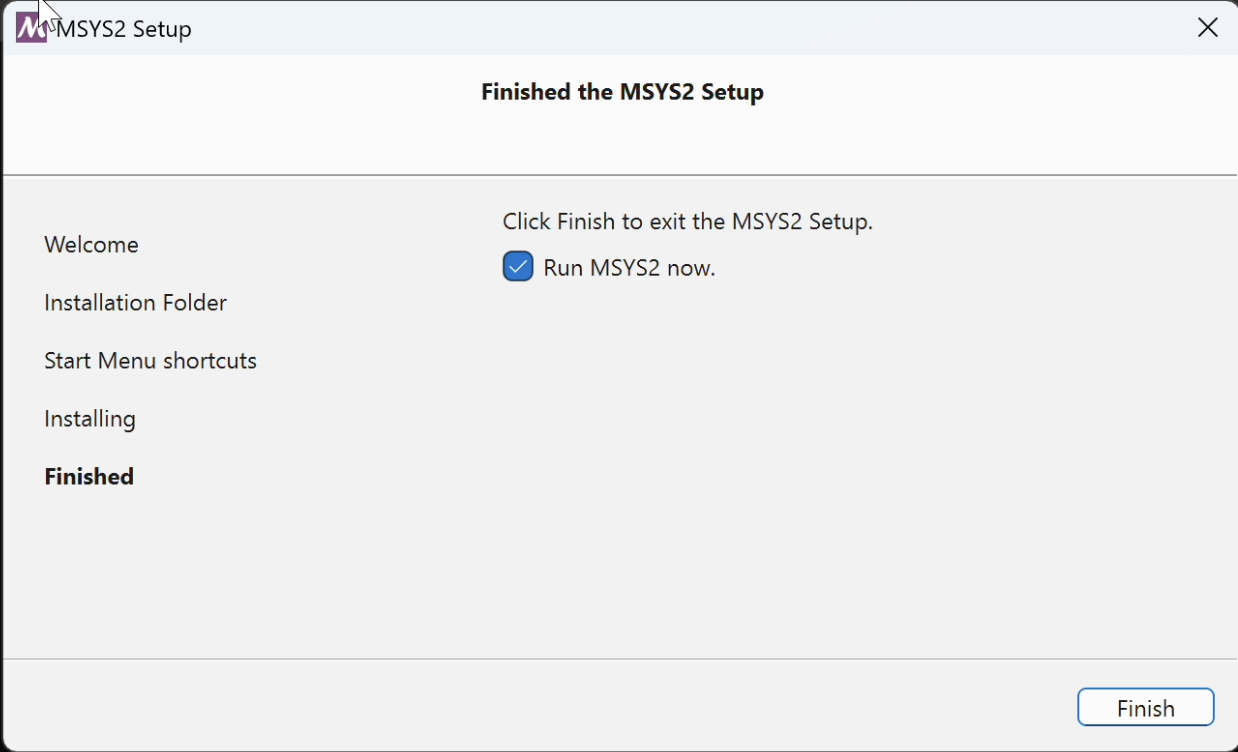 MSYS2 Setup
Finished the MSYS2 Setup
Welcome
Installation Folder
Start Menu shortcuts
Installing
Finished
Click Finish to exit the MSYS2 Setup.
Run MSYS2 now.
Finish